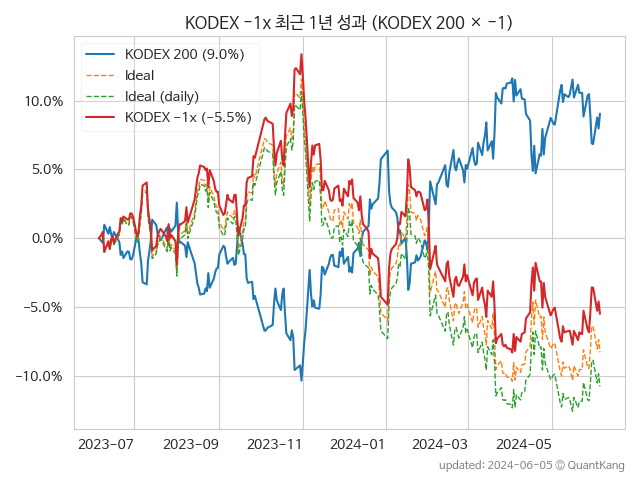 KODEX −1x 최근 1년 성과 (KODEX 200 × −1)
KODEX 200 (9.0%)
Ideal
Ideal (daily)
KODEX −1x (−5.5%)
10.0%
5.0%
0.0%
−5.0%
−10.0%
2023-07 2023-09 2023-11 2024-01 2024-03 2024-05
updated: 2024-06-05 © QuantKang